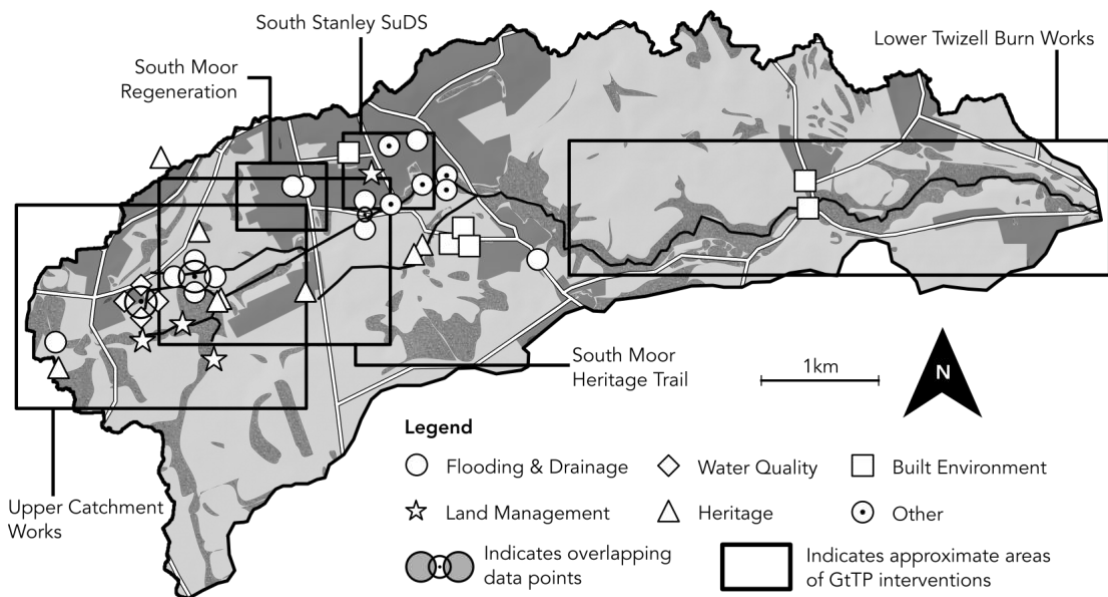 South Stanley SuDS
Lower Twizell Burn Works
South Moor
Regeneration
South Moor
Heritage Trail
1km
N
Upper Catchment
Works
Legend
Flooding & Drainage
Water Quality
Built Environment
Land Management
Heritage
Other
Indicates overlapping
data points
Indicates approximate areas
of GtTP interventions